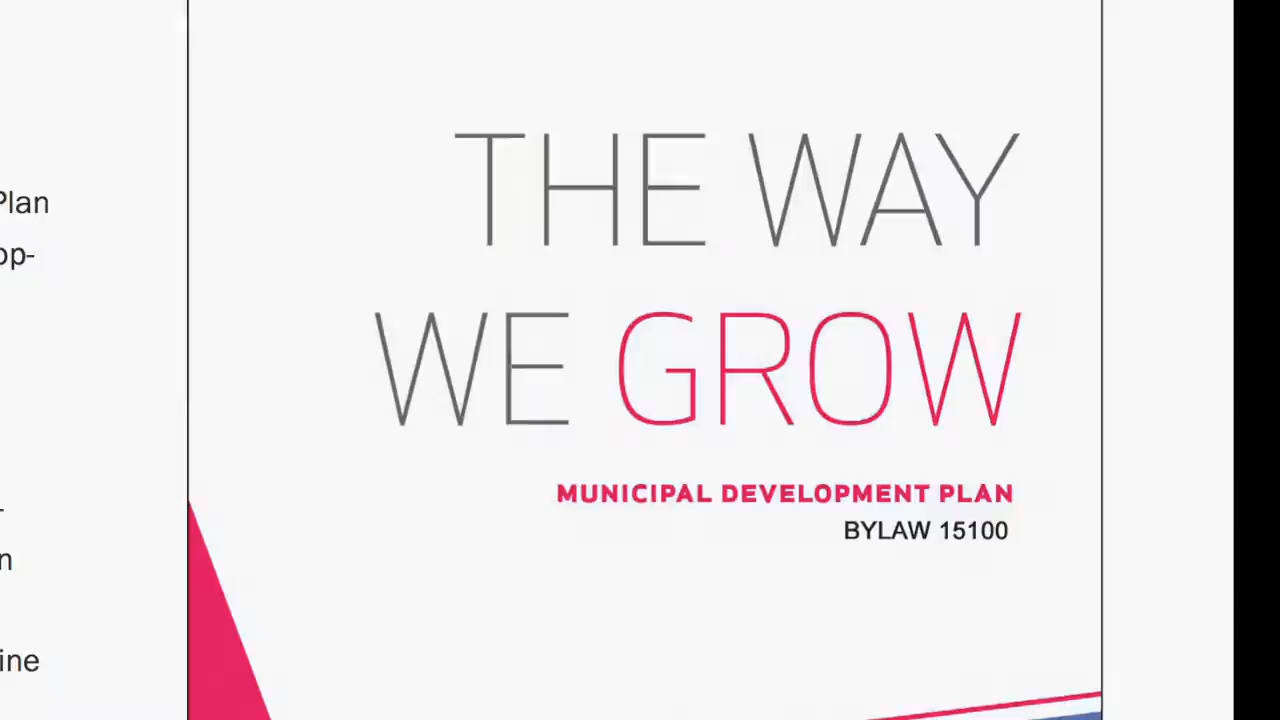 Plan
THE WAY
WE GROW
MUNICIPAL DEVELOPMENT PLAN
BYLAW 15100